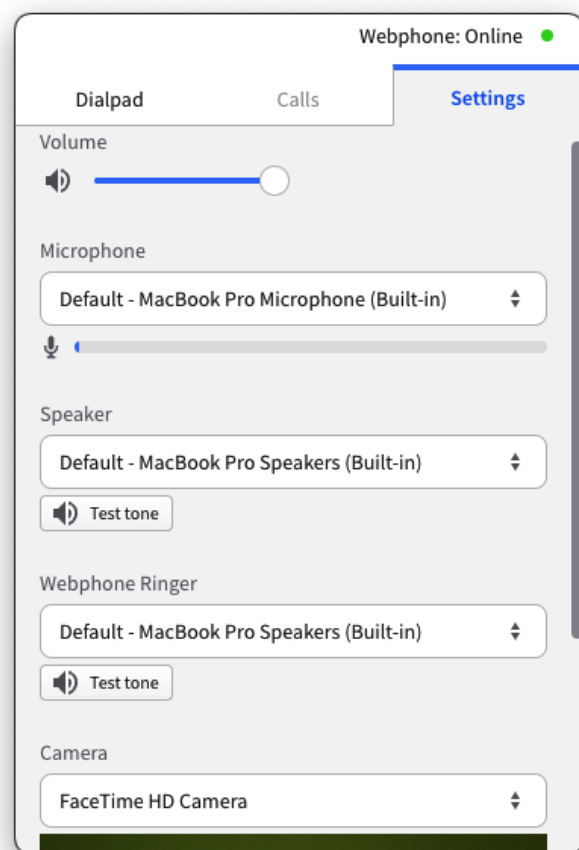 Webphone: Online
Dialpad
Calls
Settings
Volume
Microphone
Default - MacBook Pro Microphone (Built-in)
Speaker
Default - MacBook Pro Speakers (Built-in)
Test tone
Webphone Ringer
Default - MacBook Pro Speakers (Built-in)
Test tone
Camera
FaceTime HD Camera